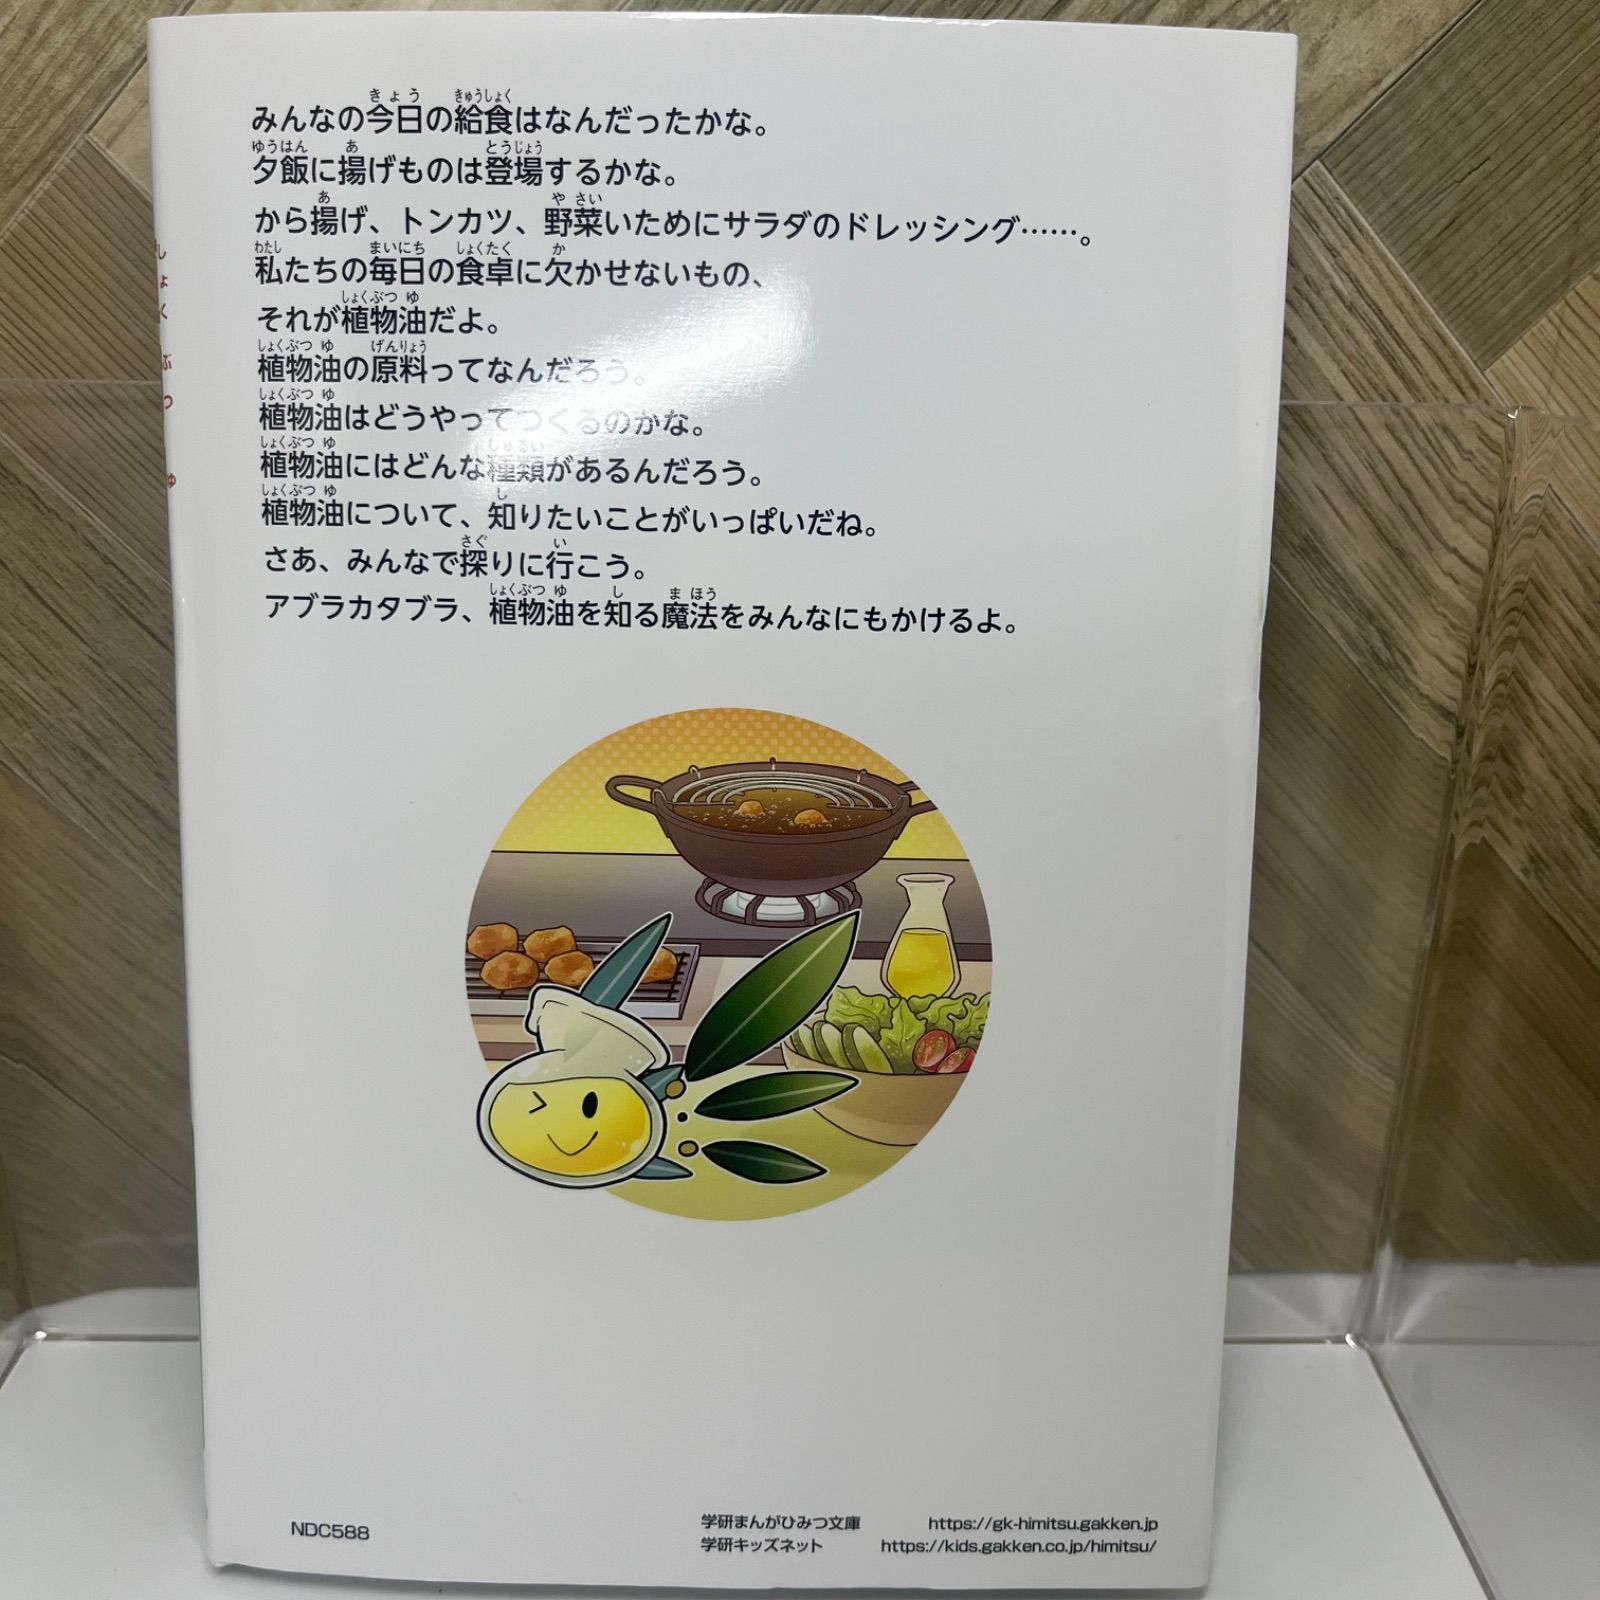 みんなの今日の給食はなんだったかな。
夕飯に揚げものは登場するかな。
から揚げ、トンカツ、野菜いためにサラダのドレッシング……。
私たちの毎日の食卓に欠かせないもの、
それが植物油だよ。
植物油の原料ってなんだろう。
植物油はどうやってつくるのかな。
植物油にはどんな種類があるんだろう。
植物油について、知りたいことがいっぱいだね。
さあ、みんなで探りに行こう。
アブラカタブラ、植物油を知る魔法をみんなにもかけるよ。
しょくぶつゆ
NDC588
学研まんがひみつ文庫 https://gk-himitsu.gakken.jp
学研キッズネット https://kids.gakken.co.jp/himitsu/